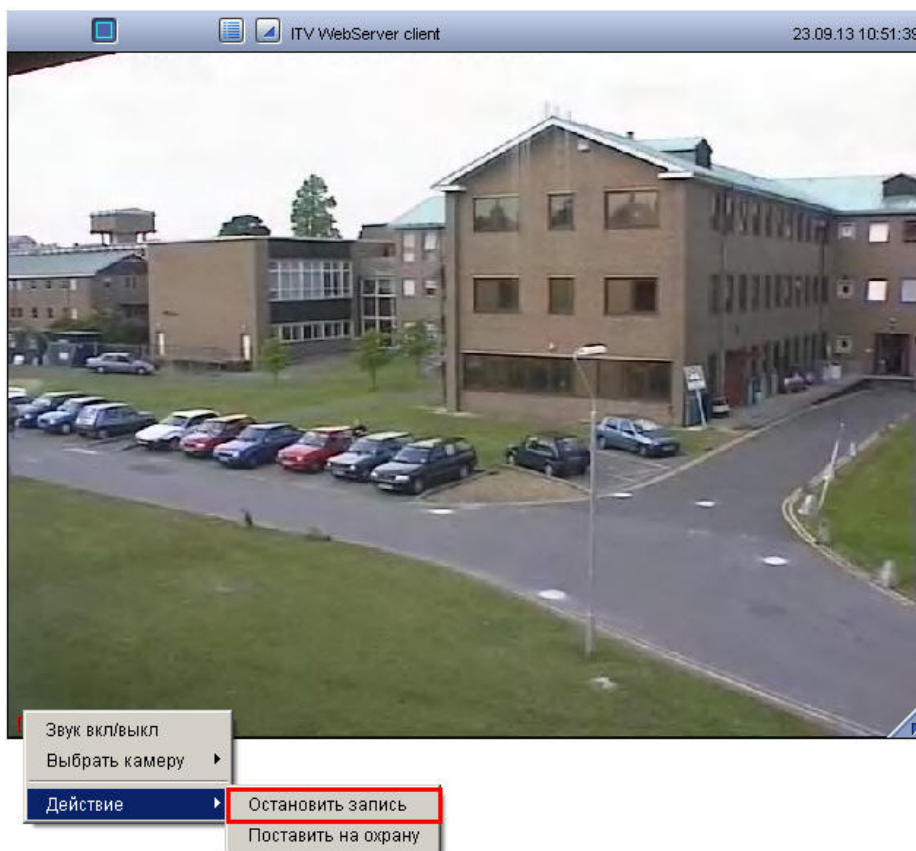 ITV WebServer client
23.09.13 10:51:39
Звук вкл/выкл
Выбрать камеру
Действие
Остановить запись
Поставить на охрану